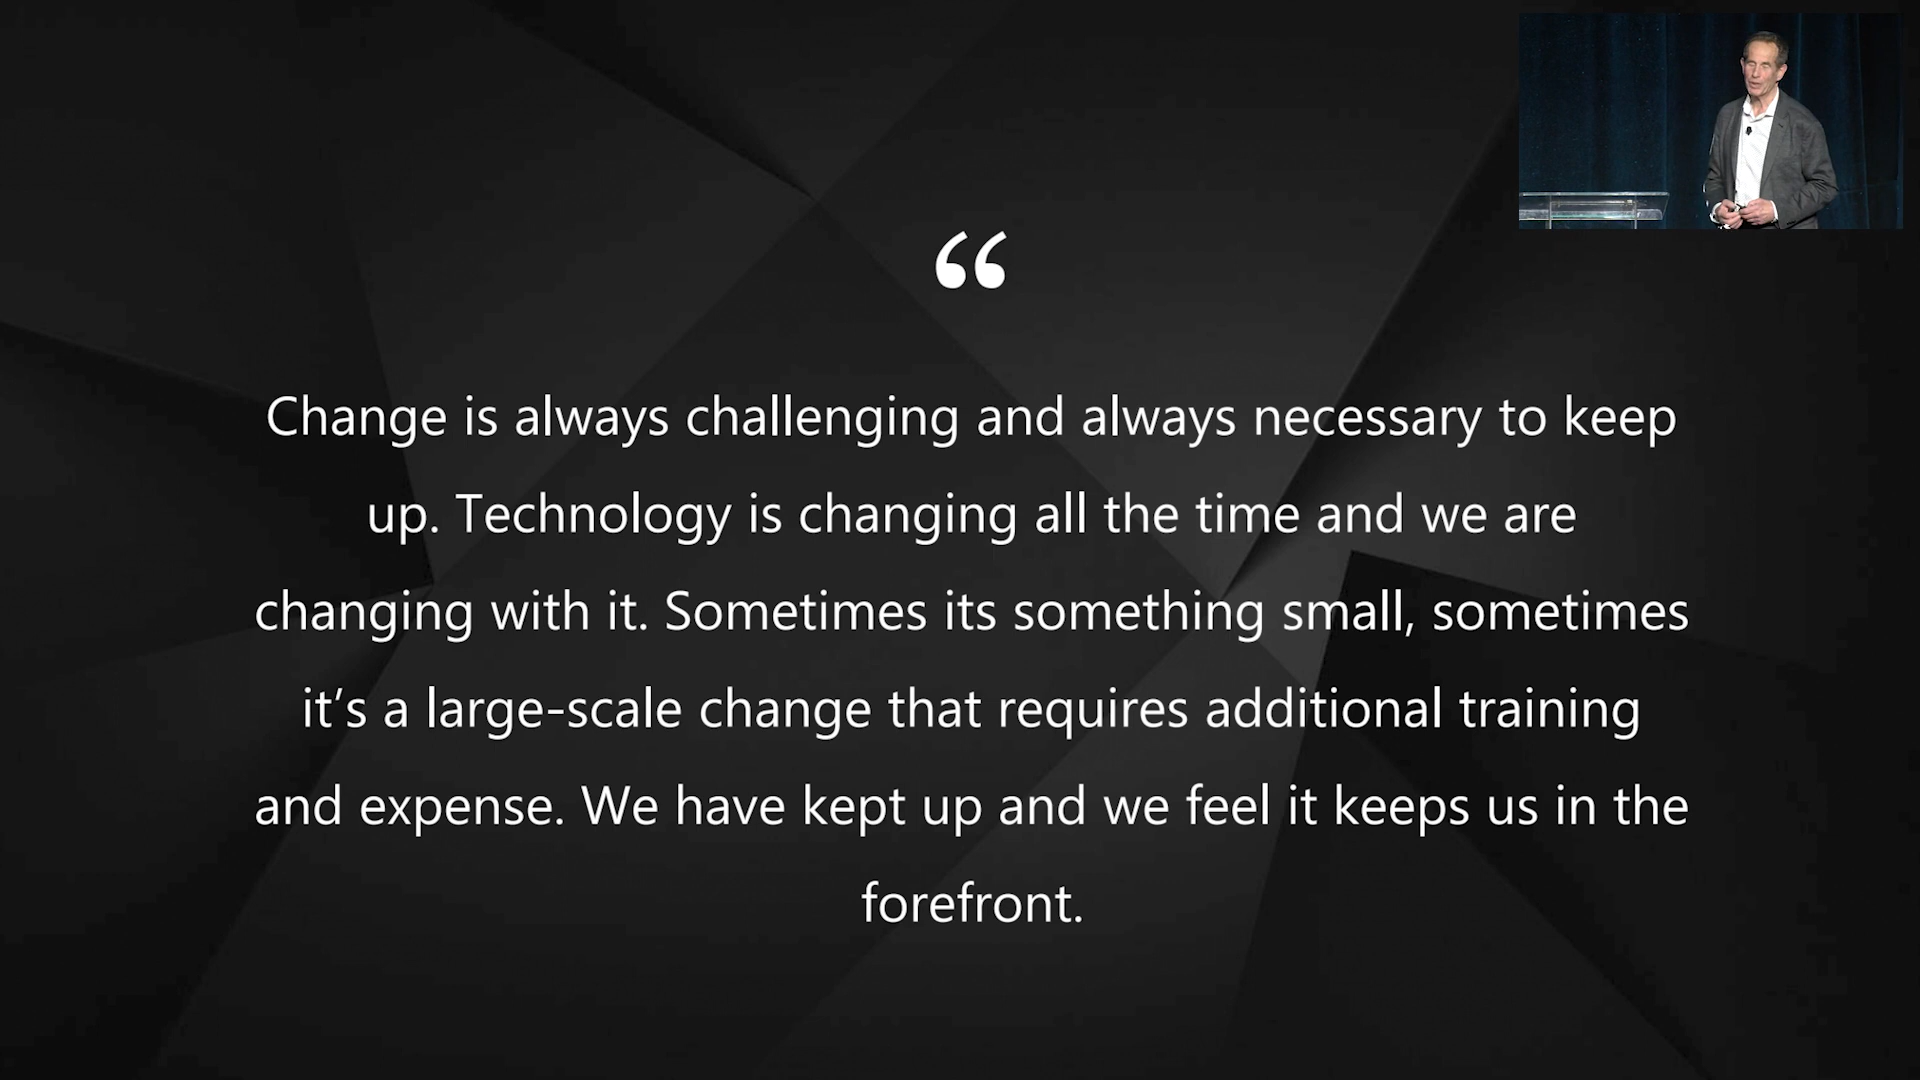 “
Change is always challenging and always necessary to keep
up. Technology is changing all the time and we are
changing with it. Sometimes its something small, sometimes
it’s a large-scale change that requires additional training
and expense. We have kept up and we feel it keeps us in the
forefront.